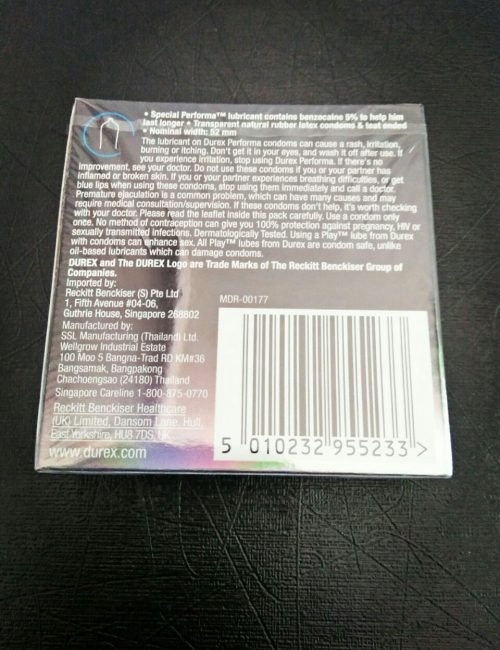 • Special Performa™ lubricant contains benzocaine 5% to help him
last longer • Transparent natural rubber latex condoms & teat ended
• Nominal width: 52 mm
The lubricant on Durex Performa condoms can cause a rash, irritation,
burning or itching. Don't get it in your eyes, and wash it off after use. If
you experience irritation, stop using Durex Performa. If there's no
improvement, see your doctor. Do not use these condoms if you or your partner has
inflamed or broken skin. If you or your partner experiences breathing difficulties, or get
blue lips when using these condoms, stop using them immediately and call a doctor.
Premature ejaculation is a common problem, which can have many causes and may
require medical consultation/supervision. If these condoms don't help, it's worth checking
with your doctor. Please read the leaflet inside this pack carefully. Use a condom only
once. No method of contraception can give you 100% protection against pregnancy, HIV or
sexually transmitted infections. Dermatologically Tested. Using a Play™ lube from Durex
with condoms can enhance sex. All Play™ lubes from Durex are condom safe, unlike
oil-based lubricants which can damage condoms.
DUREX and The DUREX Logo are Trade Marks of The Reckitt Benckiser Group of
Companies.
Imported by:
Reckitt Benckiser (S) Pte Ltd
1, Fifth Avenue #04-06,
Guthrie House, Singapore 268802
Manufactured by:
SSL Manufacturing (Thailand) Ltd.
Wellgrow Industrial Estate
100 Moo 5 Bangna-Trad RD KM#36
Bangsamak, Bangpakong
Chachoengsao (24180) Thailand
Singapore Careline 1-800-875-0770
Reckitt Benckiser Healthcare
(UK) Limited, Dansom Lane, Hull,
East Yorkshire, HU8 7DS, UK
www.durex.com
MDR-00177
5 010232 955233 >